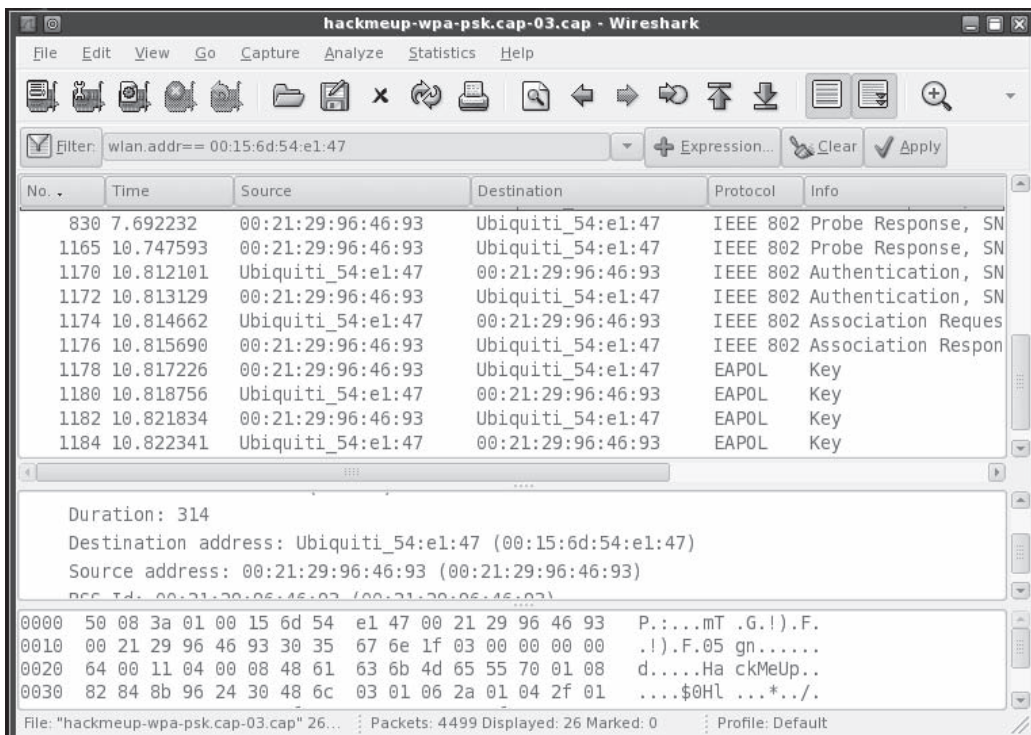 hackmeup-wpa-psk.cap-03.cap - Wireshark
File Edit View Go Capture Analyze Statistics Help
Filter: wlan.addr== 00:15:6d:54:e1:47 Expression... Clear Apply
No. Time Source Destination Protocol Info
830 7.692232 00:21:29:96:46:93 Ubiquiti_54:e1:47 IEEE 802 Probe Response, SN
1165 10.747593 00:21:29:96:46:93 Ubiquiti_54:e1:47 IEEE 802 Probe Response, SN
1170 10.812101 Ubiquiti_54:e1:47 00:21:29:96:46:93 IEEE 802 Authentication, SN
1172 10.813129 00:21:29:96:46:93 Ubiquiti_54:e1:47 IEEE 802 Authentication, SN
1174 10.814662 Ubiquiti_54:e1:47 00:21:29:96:46:93 IEEE 802 Association Reques
1176 10.815690 00:21:29:96:46:93 Ubiquiti_54:e1:47 IEEE 802 Association Respon
1178 10.817226 00:21:29:96:46:93 Ubiquiti_54:e1:47 EAPOL Key
1180 10.818756 Ubiquiti_54:e1:47 00:21:29:96:46:93 EAPOL Key
1182 10.821834 00:21:29:96:46:93 Ubiquiti_54:e1:47 EAPOL Key
1184 10.822341 Ubiquiti_54:e1:47 00:21:29:96:46:93 EAPOL Key
Duration: 314
Destination address: Ubiquiti_54:e1:47 (00:15:6d:54:e1:47)
Source address: 00:21:29:96:46:93 (00:21:29:96:46:93)
BSS Id: 00:21:29:96:46:93 (00:21:29:96:46:93)
0000 50 08 3a 01 00 15 6d 54 e1 47 00 21 29 96 46 93 P.:...mT .G.!).F.
0010 00 21 29 96 46 93 30 35 67 6e 1f 03 00 00 00 00 .!).F.05 gn......
0020 64 00 11 04 00 08 48 61 63 6b 4d 65 55 70 01 08 d.....Ha ckMeUp..
0030 82 84 8b 96 24 30 48 6c 03 01 06 2a 01 04 2f 01 ....$0Hl ...*../.
File: "hackmeup-wpa-psk.cap-03.cap" 26... Packets: 4499 Displayed: 26 Marked: 0 Profile: Default